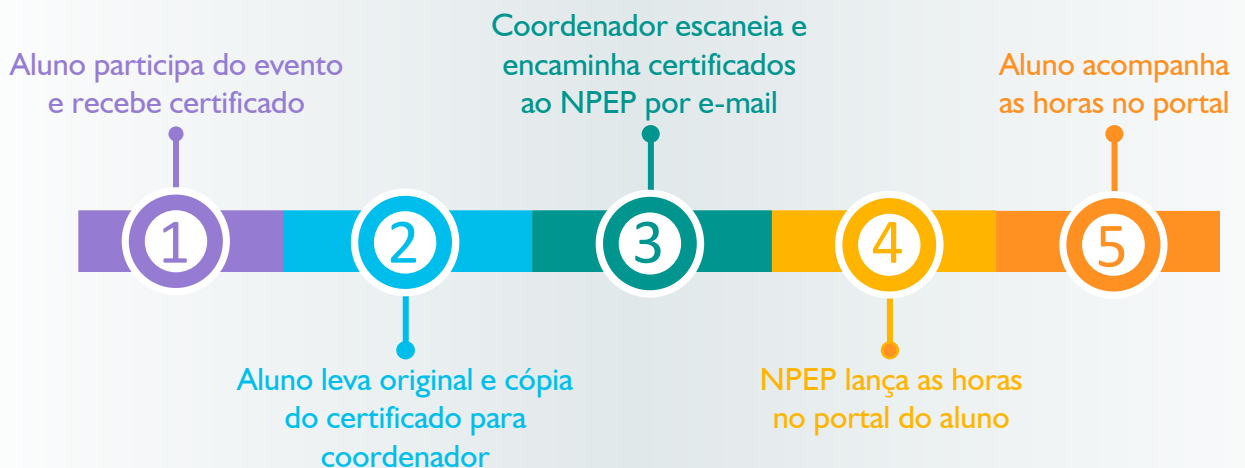 Aluno participa do evento
e recebe certificado
1
Aluno leva original e cópia
do certificado para
coordenador
2
Coordenador escaneia e
encaminha certificados
ao NPEP por e-mail
3
NPEP lança as horas
no portal do aluno
4
Aluno acompanha
as horas no portal
5